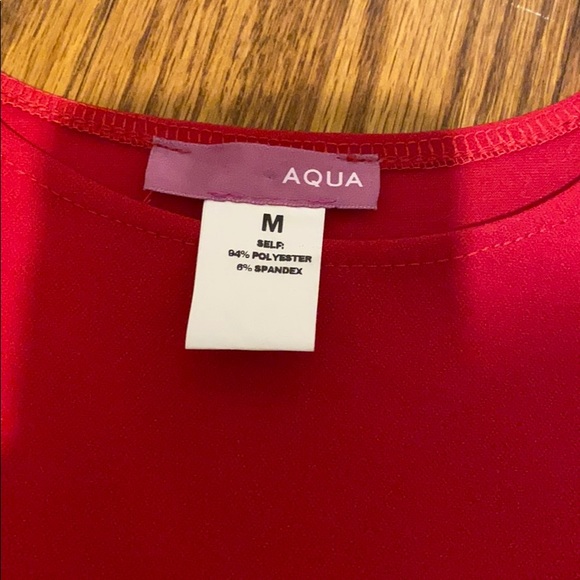 AQUA
M
SELF:
94% POLYESTER
6% SPANDEX